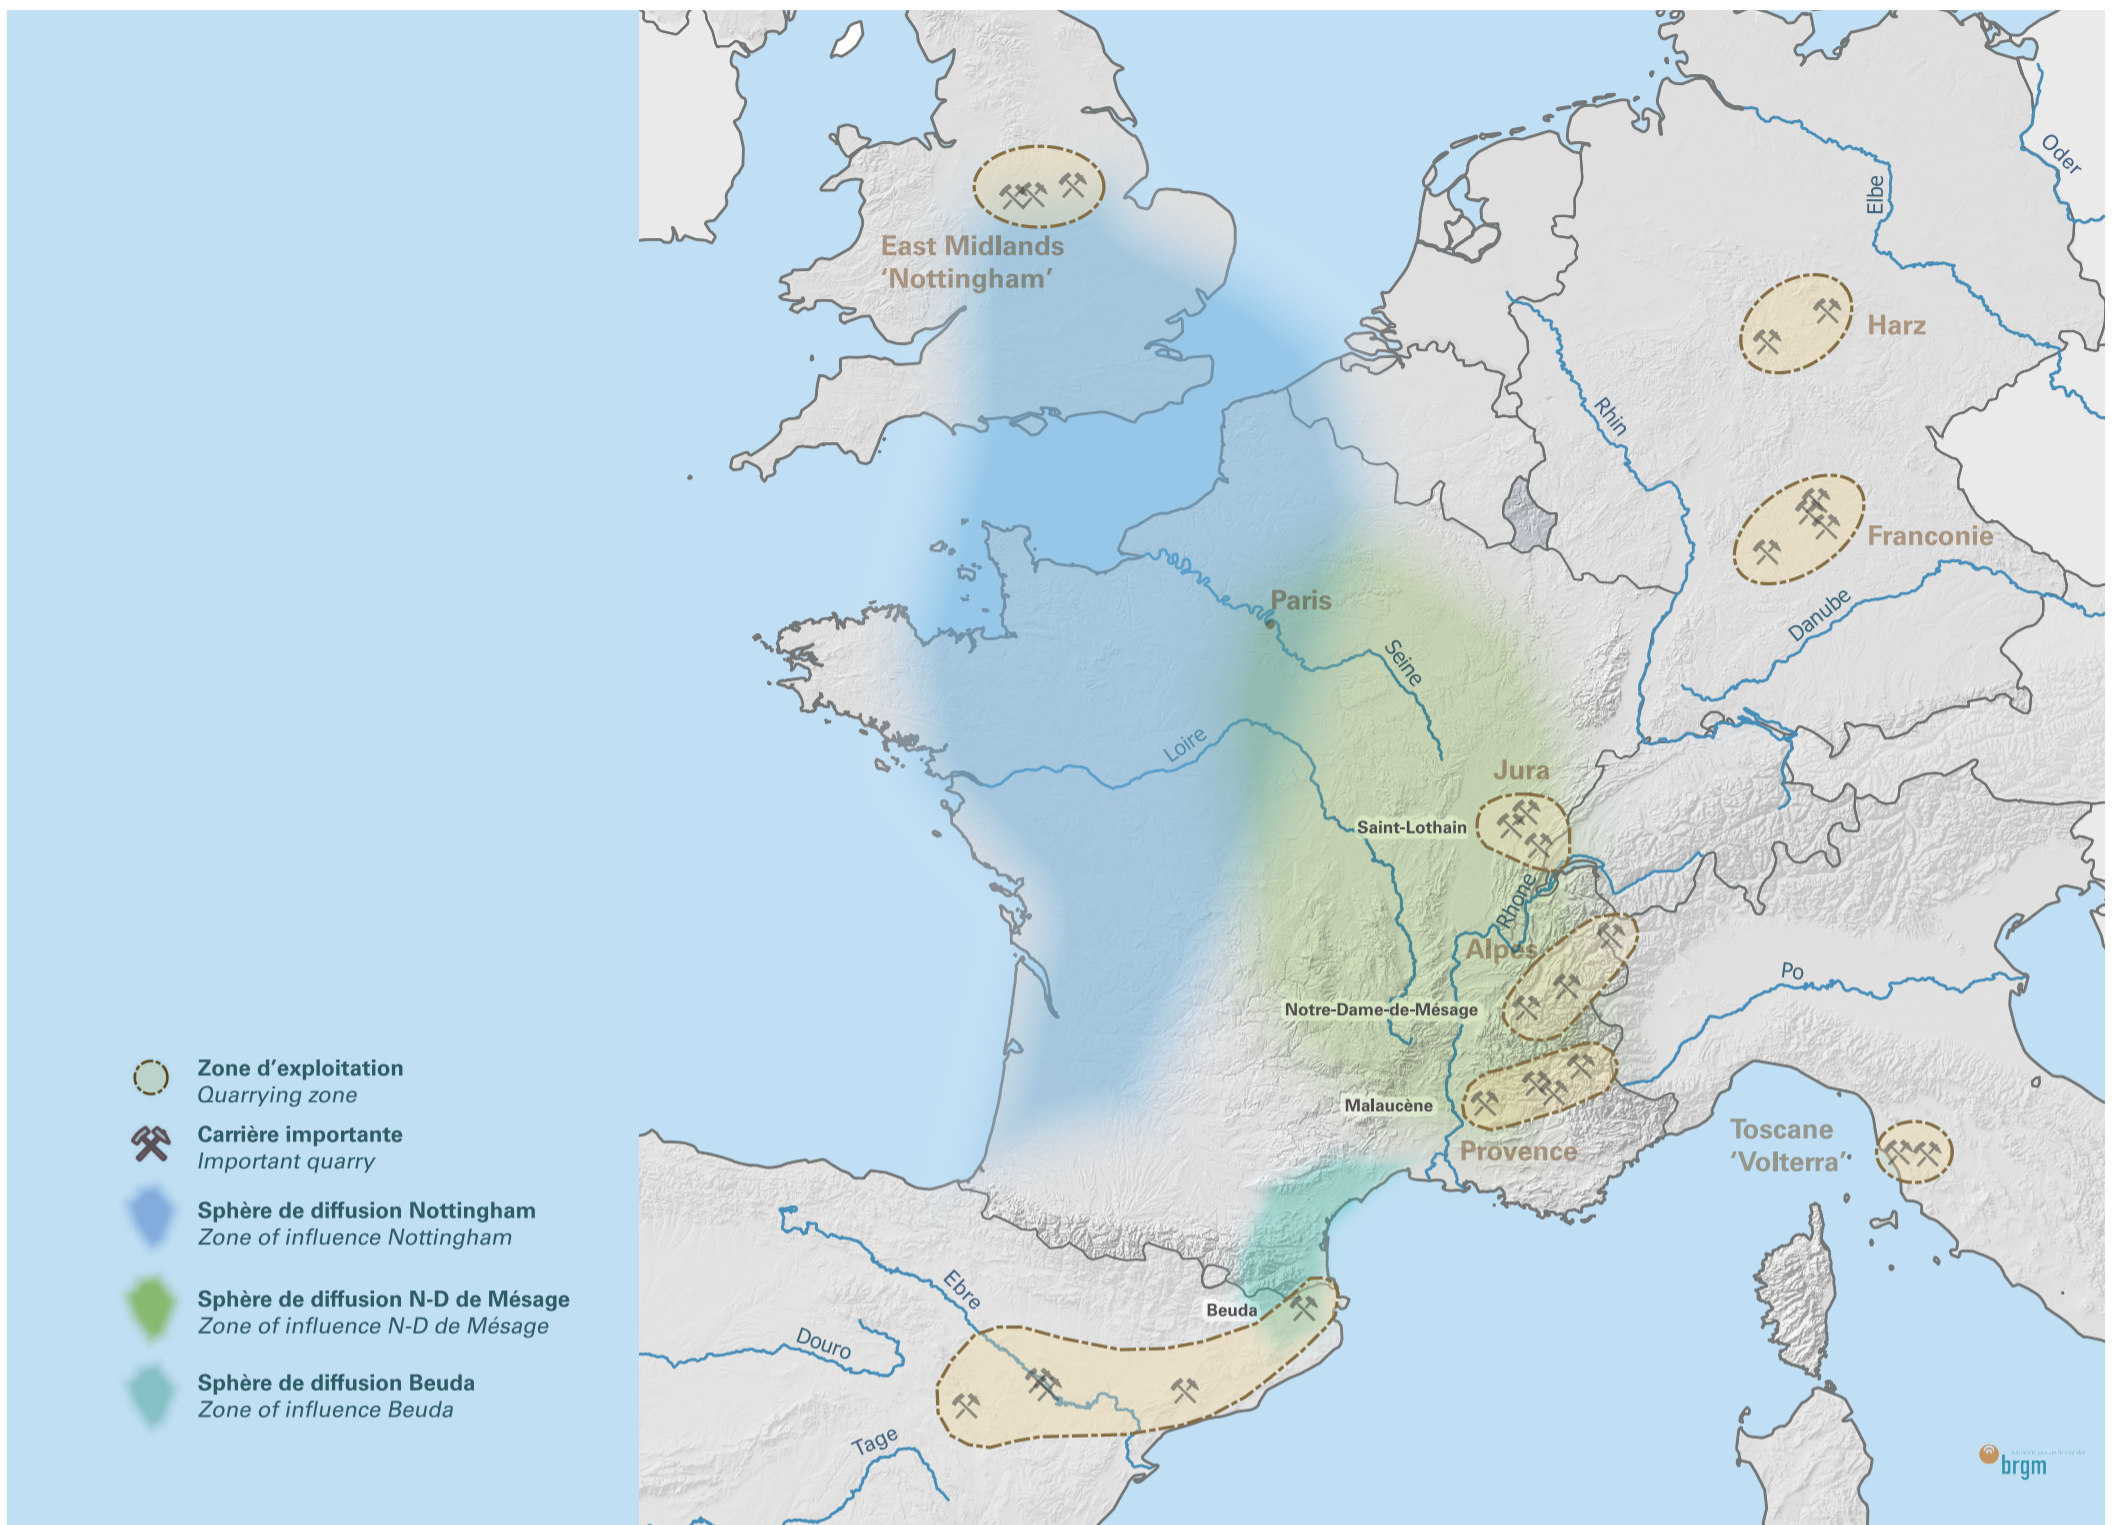 East Midlands
‘Nottingham’
Oder
Elbe
Harz
Rhin
Franconie
Danube
Paris
Seine
Loire
Jura
Saint-Lothain
Rhone
Alpes
Po
Notre-Dame-de-Mésage
Malaucène
Provence
Toscane
‘Volterra’
Beuda
Ebre
Douro
Tage
Zone d’exploitation
Quarrying zone
Carrière importante
Important quarry
Sphère de diffusion Nottingham
Zone of influence Nottingham
Sphère de diffusion N-D de Mésage
Zone of influence N-D de Mésage
Sphère de diffusion Beuda
Zone of influence Beuda
brgm